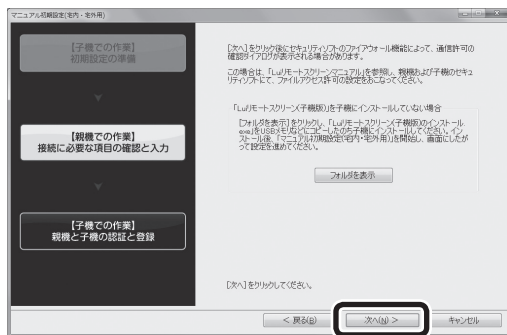 マニュアル初期設定(宅内・宅外用)
【子機での作業】
初期設定の準備
【親機での作業】
接続に必要な項目の確認と入力
【子機での作業】
親機と子機の認証と登録
[次へ]をクリック後にセキュリティソフトのファイアウォール機能によって、通信許可の
確認ダイアログが表示される場合があります。
この場合は、「Luiリモートスクリーンマニュアル」を参照し、親機および子機のセキュ
リティソフトにて、ファイルアクセス許可の設定をおこなってください。
「Luiリモートスクリーン(子機版)」を子機にインストールしていない場合
[フォルダを表示]をクリックし、「Luiリモートスクリーン(子機版)のインストール.
exe」をUSBメモリなどにコピーしたのち子機にインストールしてください。イン
ストール後、「マニュアル初期設定(宅内・宅外用)」を開始し、画面にしたが
って設定を進めてください。
フォルダを表示
[次へ]をクリックしてください。
< 戻る(B)
次へ(N) >
キャンセル